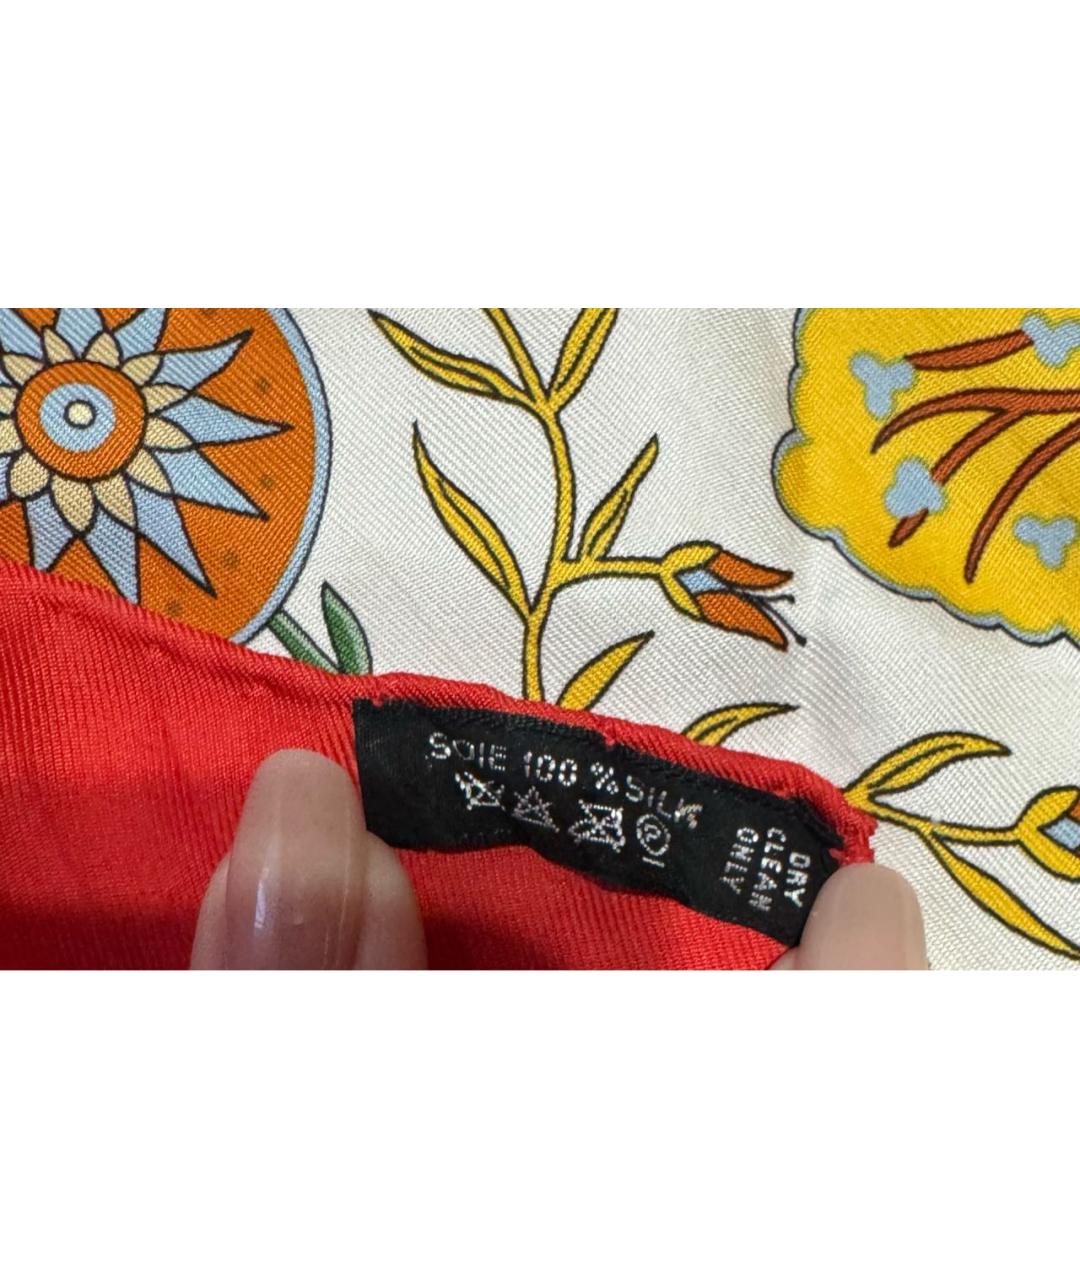 SOIE 100 % SILK
P
DRY
CLEAN
ONLY